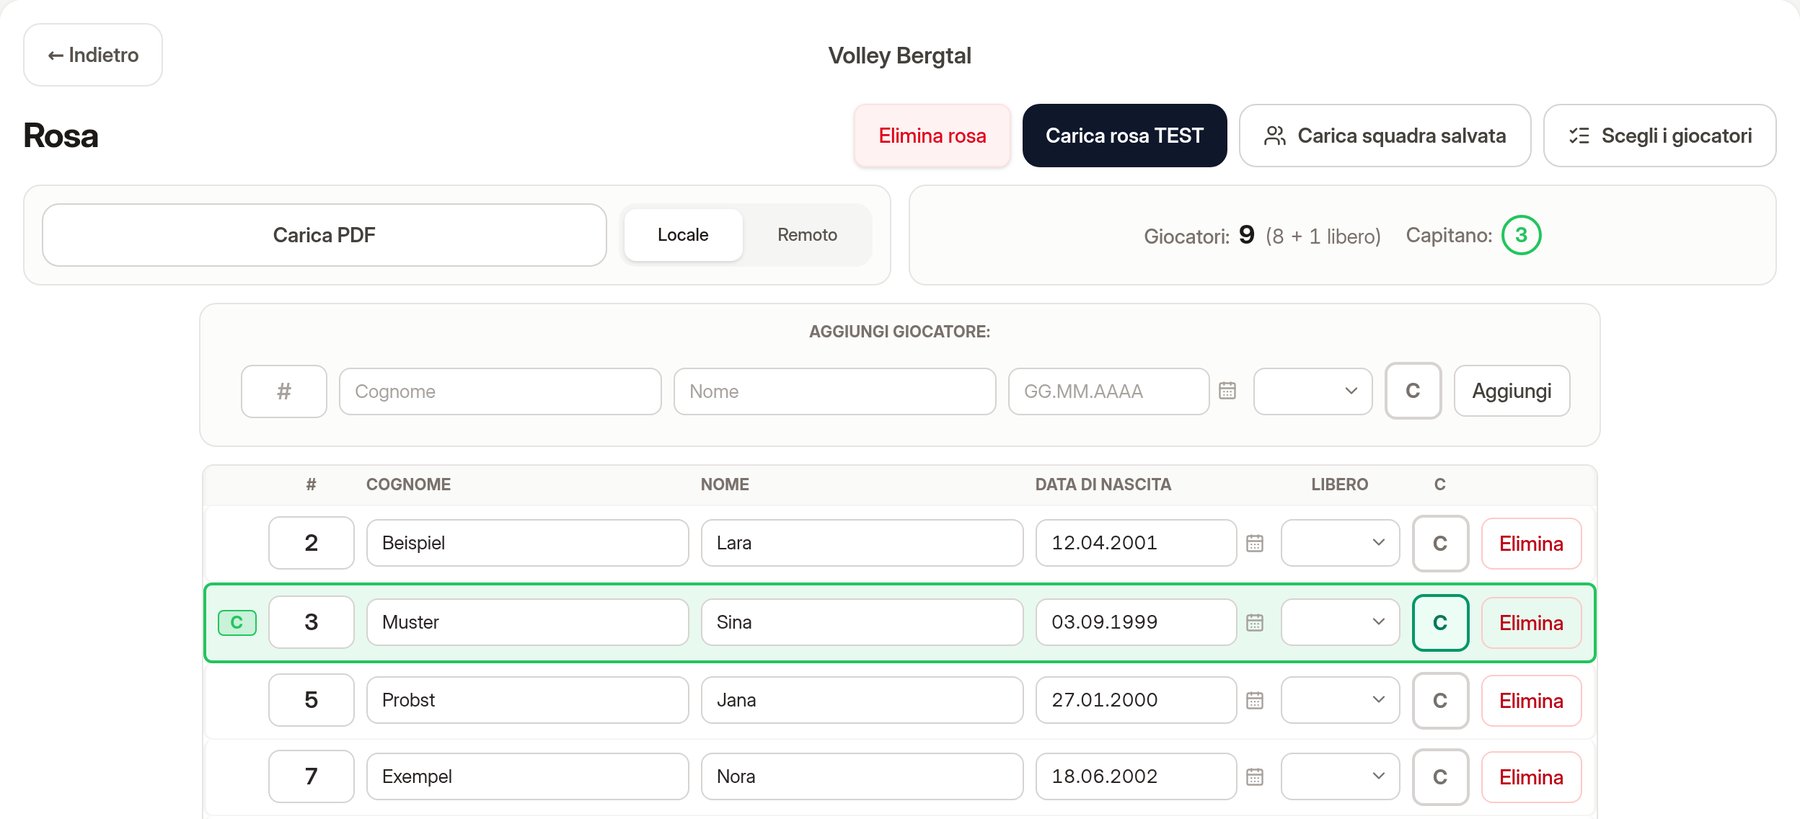 ← Indietro
Volley Bergtal
Rosa
Elimina rosa
Carica rosa TEST
Carica squadra salvata
Scegli i giocatori
Carica PDF
Locale
Remoto
Giocatori: 9 (8 + 1 libero) Capitano: 3
AGGIUNGI GIOCATORE:
# Cognome Nome GG.MM.AAAA C Aggiungi
# COGNOME NOME DATA DI NASCITA LIBERO C
2 Beispiel Lara 12.04.2001 C Elimina
C 3 Muster Sina 03.09.1999 C Elimina
5 Probst Jana 27.01.2000 C Elimina
7 Exempel Nora 18.06.2002 C Elimina